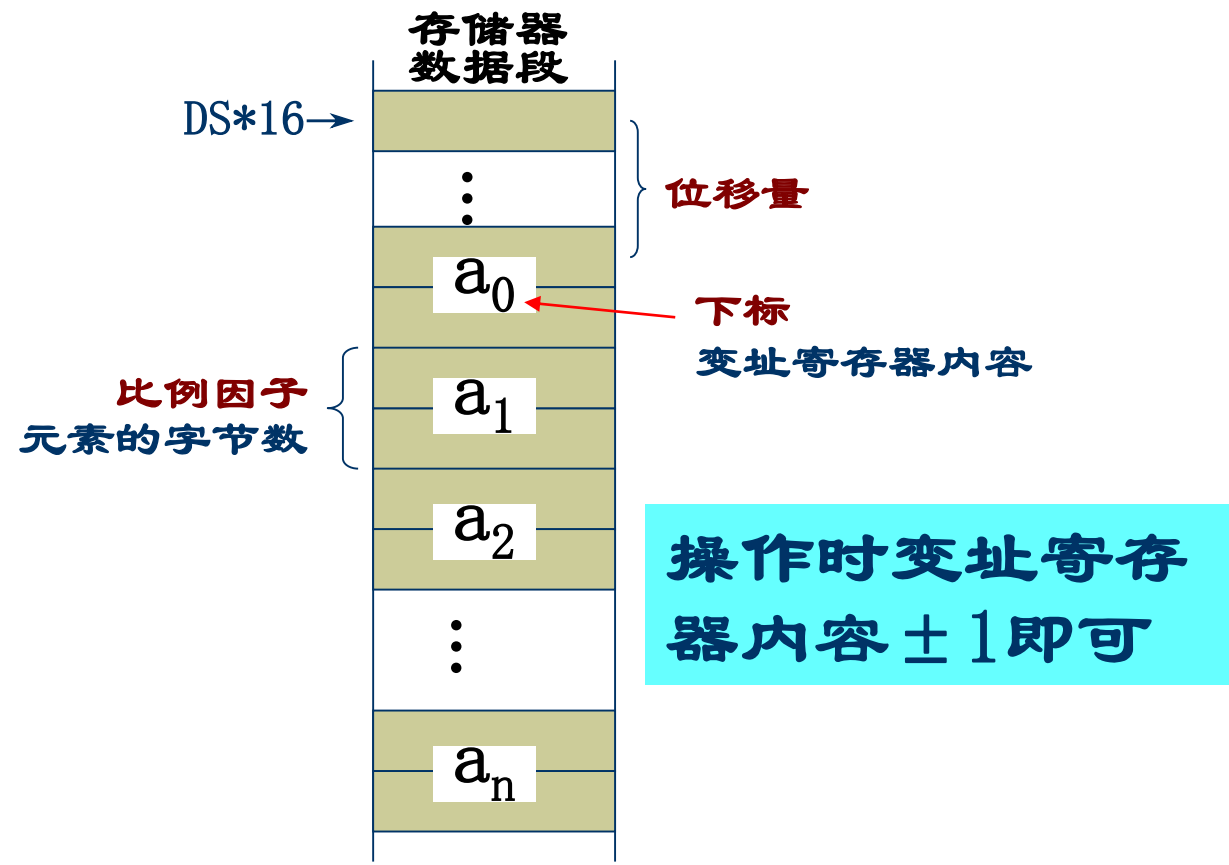 存储器
数据段
DS*16
⋮
位移量
a₀
下标
变址寄存器内容
比例因子
元素的字节数
a₁
a₂
操作时变址寄存
器内容±1即可
⋮
aₙ